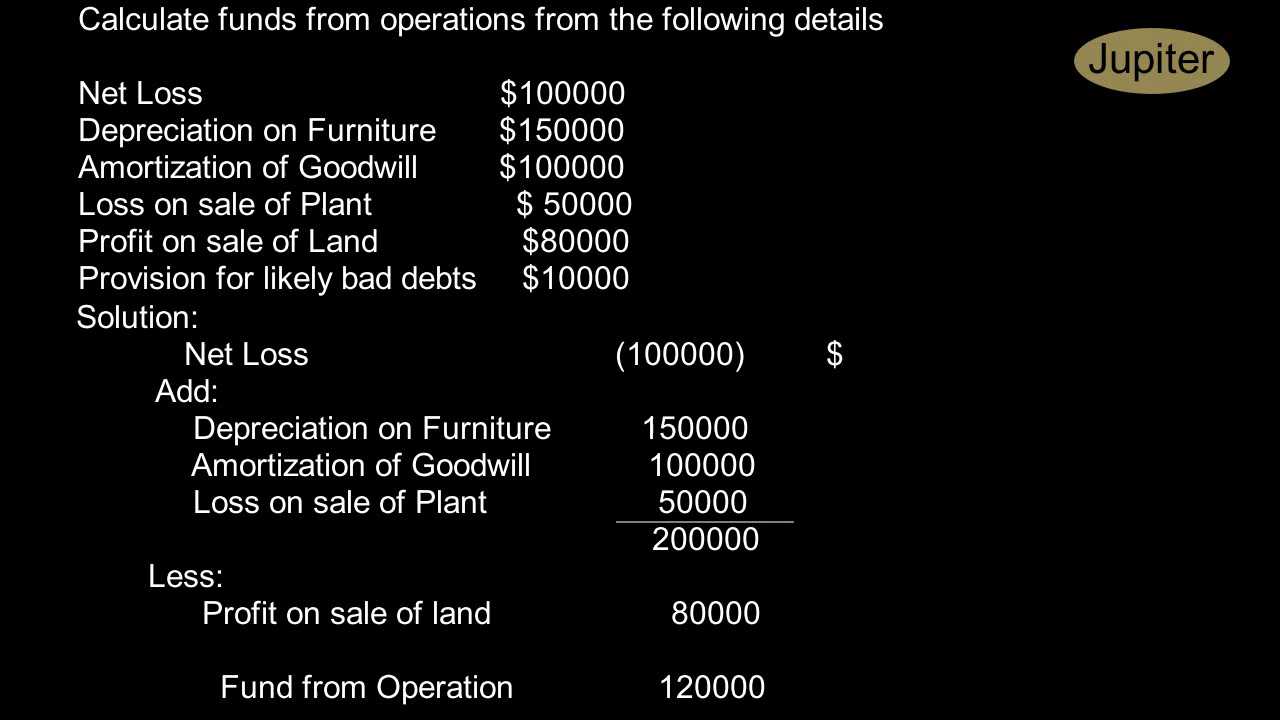 Calculate funds from operations from the following details
Jupiter
Net Loss $100000
Depreciation on Furniture $150000
Amortization of Goodwill $100000
Loss on sale of Plant $ 50000
Profit on sale of Land $80000
Provision for likely bad debts $10000
Solution:
Net Loss (100000) $
Add:
Depreciation on Furniture 150000
Amortization of Goodwill 100000
Loss on sale of Plant 50000
200000
Less:
Profit on sale of land 80000
Fund from Operation 120000